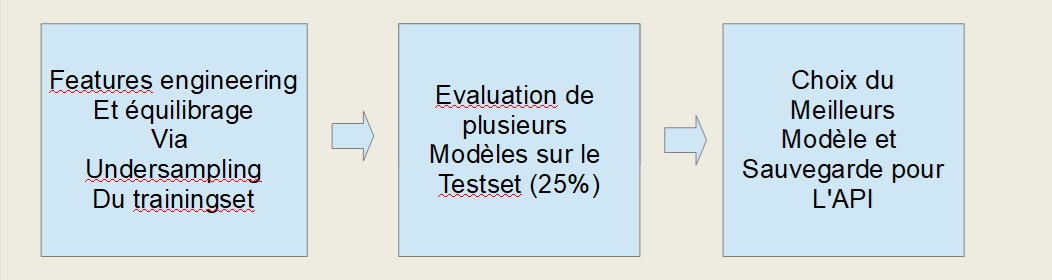 Features engineering
Et équilibrage
Via
Undersampling
Du trainingset
Evaluation de
plusieurs
Modèles sur le
Testset (25%)
Choix du
Meilleurs
Modèle et
Sauvegarde pour
L'API